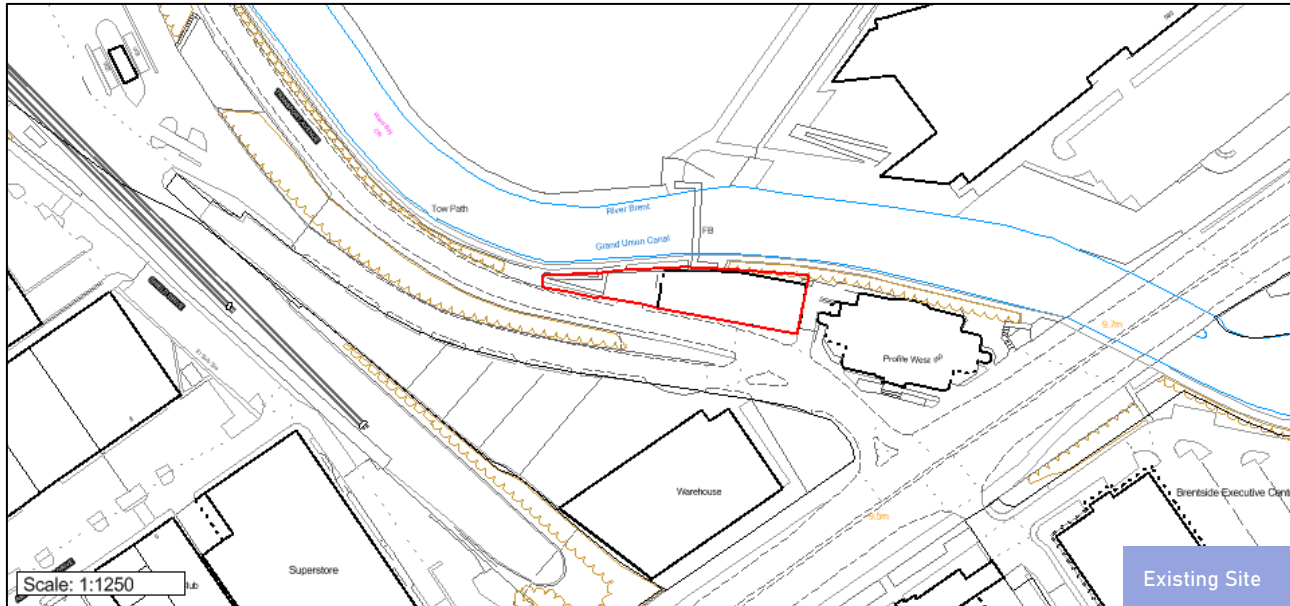 Tow Path
River Brent
FB
Grand Union Canal
9.7m
Profile West
Warehouse
9.5m
Brentside Executive Cent
Superstore
Scale: 1:1250
Existing Site